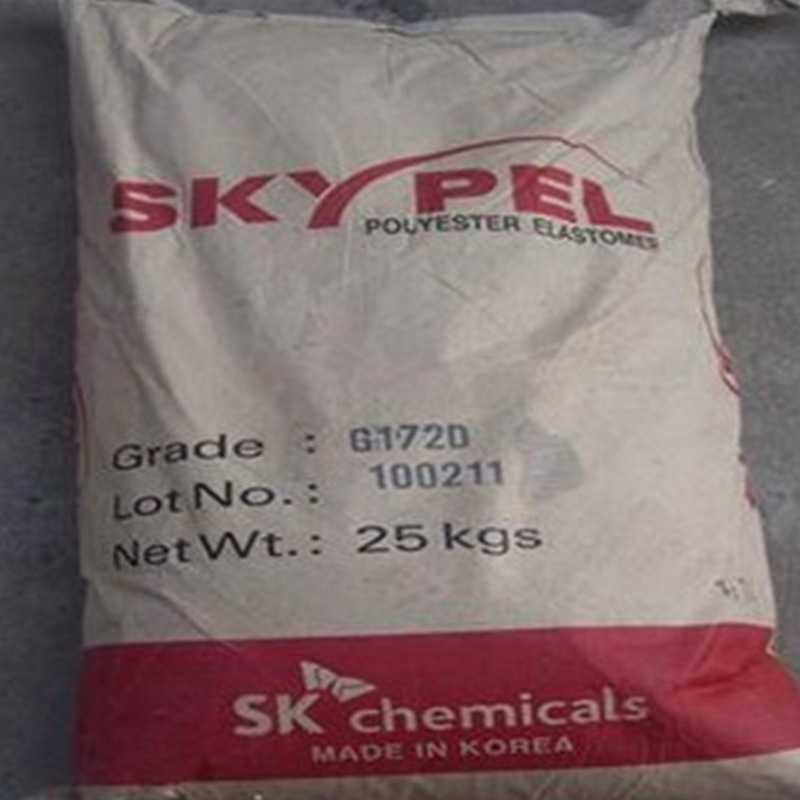 SKYPEL
POLYESTER ELASTOMER
Grade : G172D
Lot No. : 100211
Net Wt. : 25 kgs
SK chemicals
MADE IN KOREA